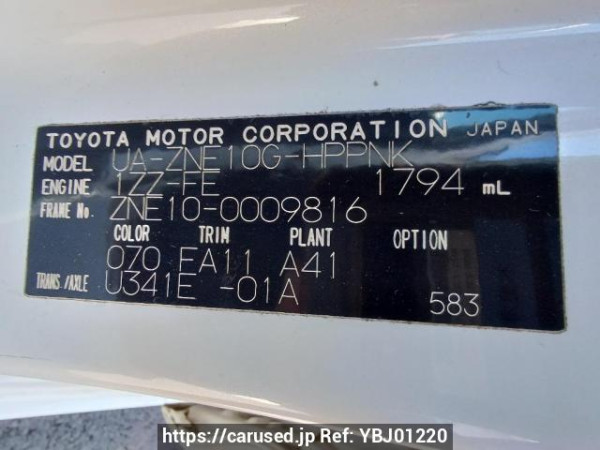 TOYOTA MOTOR CORPORATION JAPAN
MODEL UA-ZNE10G-HPPNK
ENGINE 1ZZ-FE 1794 mL
FRAME No. ZNE10-0009816
COLOR TRIM PLANT OPTION
070 FA11 A41
TRANS./AXLE U341E -01A
583
https://carused.jp Ref: YBJ01220